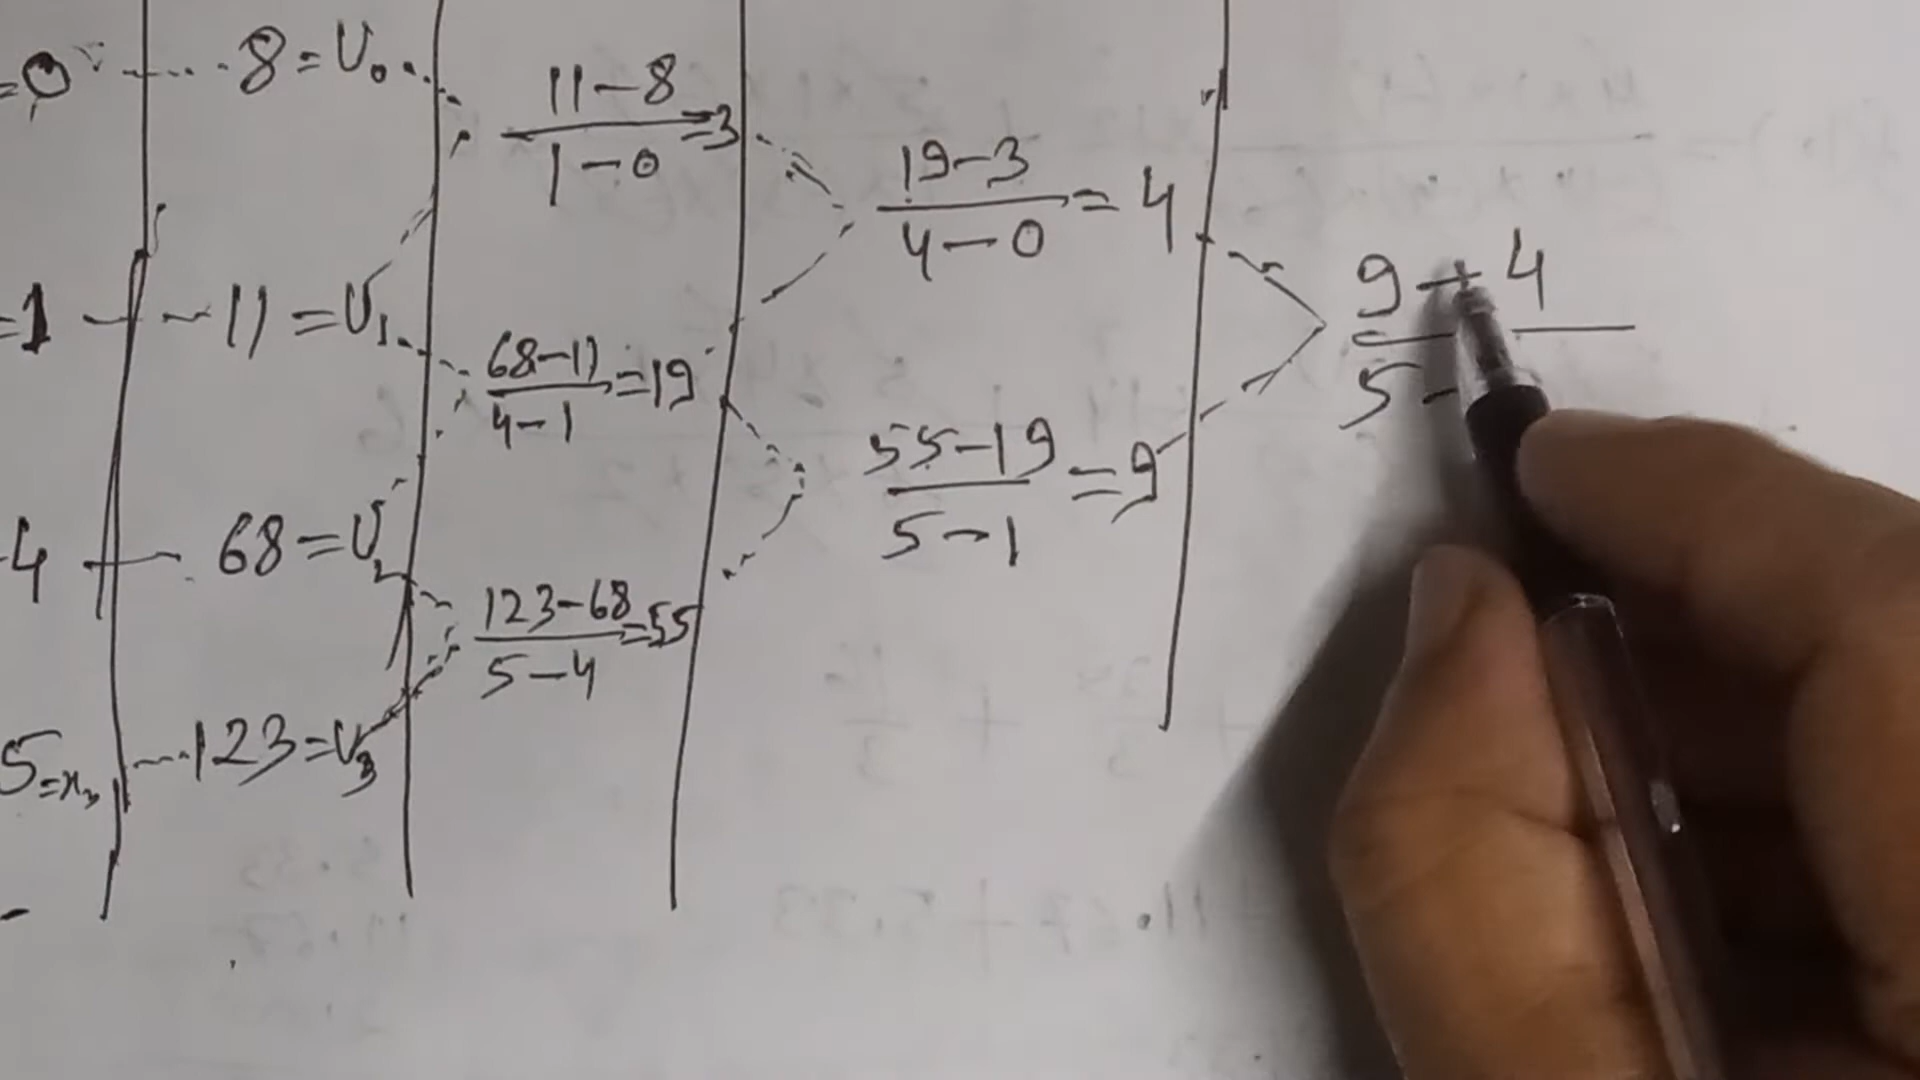 =0 8=U₀ 11-8/1-0 =3
19-3/4-0 = 4
=1 11=U₁ 68-11/4-1 =19
9-4/5-
55-19/5-1 =9
4 68=U₂ 123-68/5-4 =55
5=x₃ 123=U₃